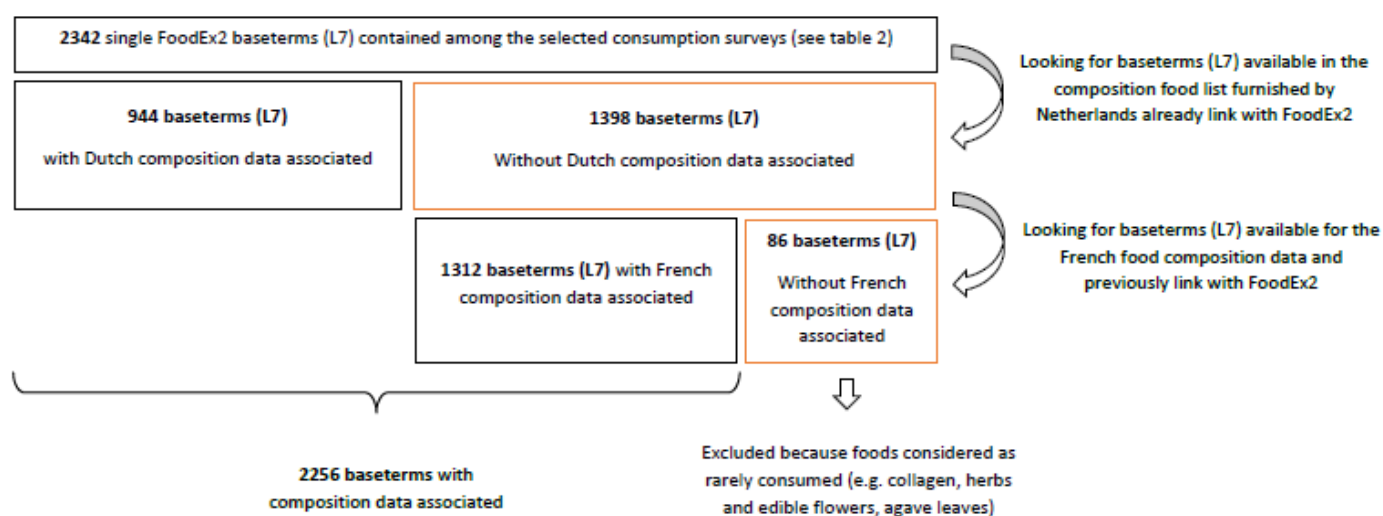 2342 single FoodEx2 baseterms (L7) contained among the selected consumption surveys (see table 2)
Looking for baseterms (L7) available in the
composition food list furnished by
Netherlands already link with FoodEx2
944 baseterms (L7)
with Dutch composition data associated
1398 baseterms (L7)
Without Dutch composition data associated
1312 baseterms (L7) with French
composition data associated
86 baseterms (L7)
Without French
composition data
associated
Looking for baseterms (L7) available for the
French food composition data and
previously link with FoodEx2
2256 baseterms with
composition data associated
Excluded because foods considered as
rarely consumed (e.g. collagen, herbs
and edible flowers, agave leaves)